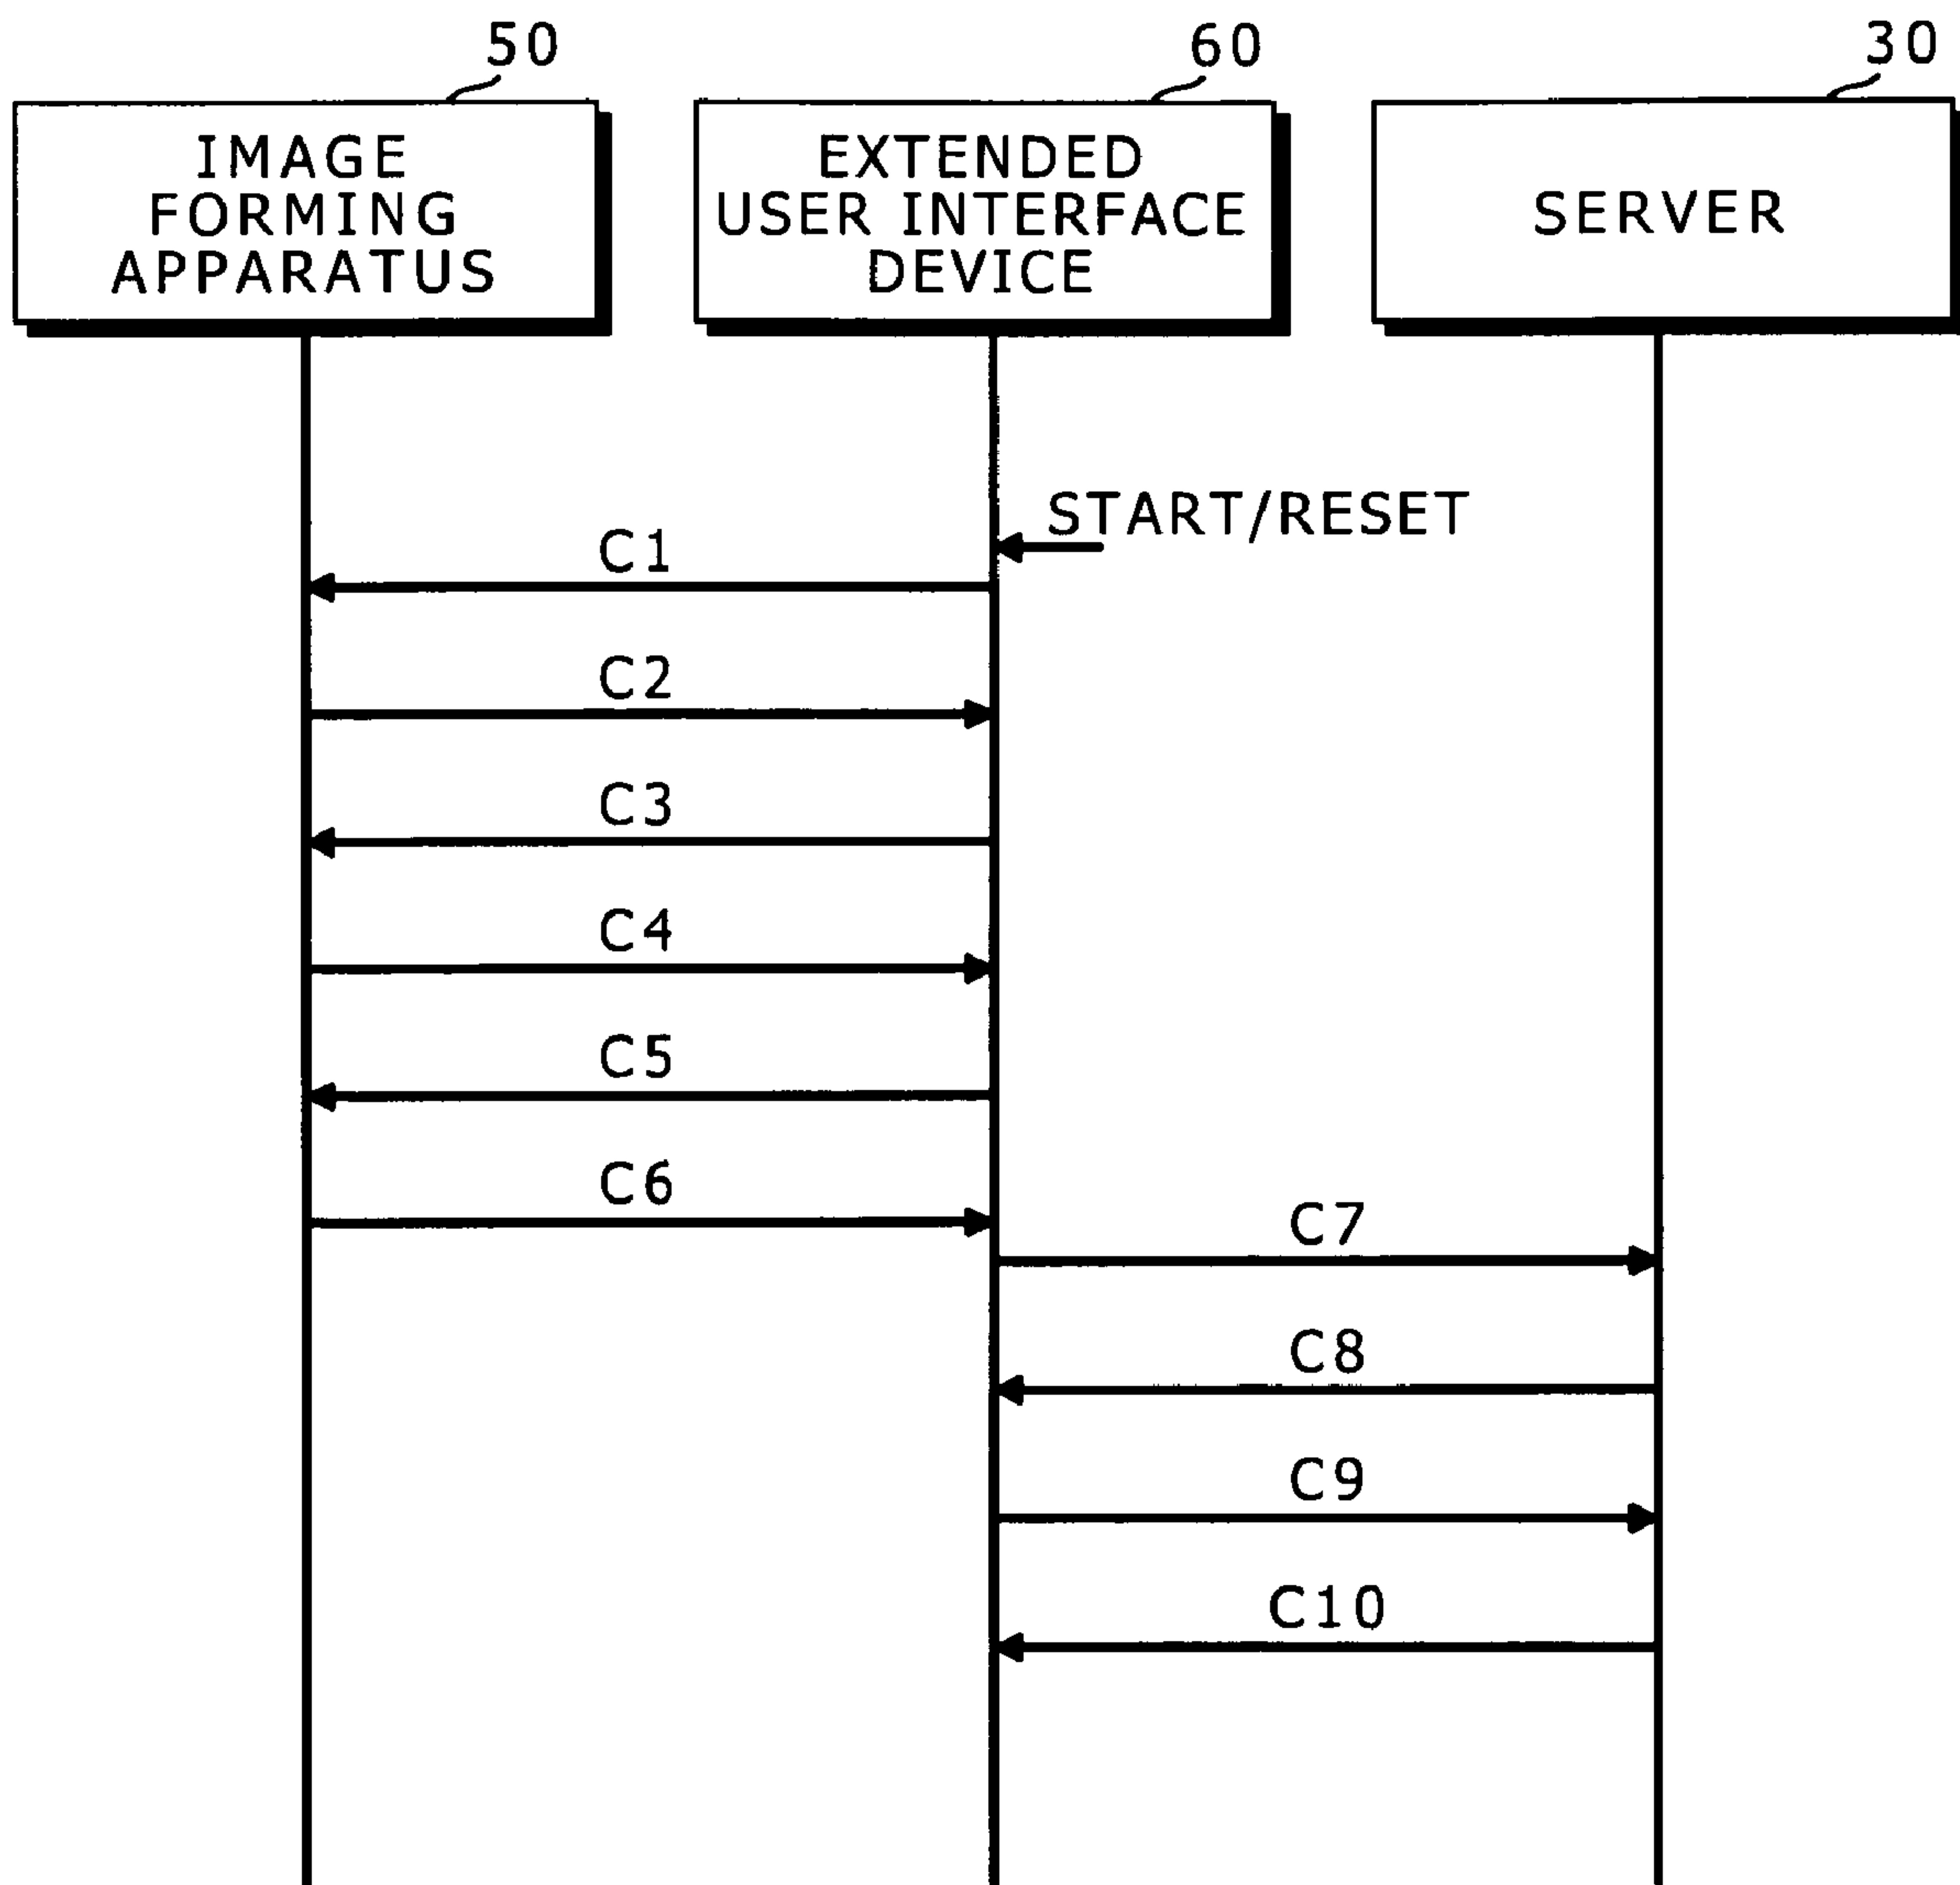 50
60
30
IMAGE
FORMING
APPARATUS
EXTENDED
USER INTERFACE
DEVICE
SERVER
START/RESET
C1
C2
C3
C4
C5
C6
C7
C8
C9
C10